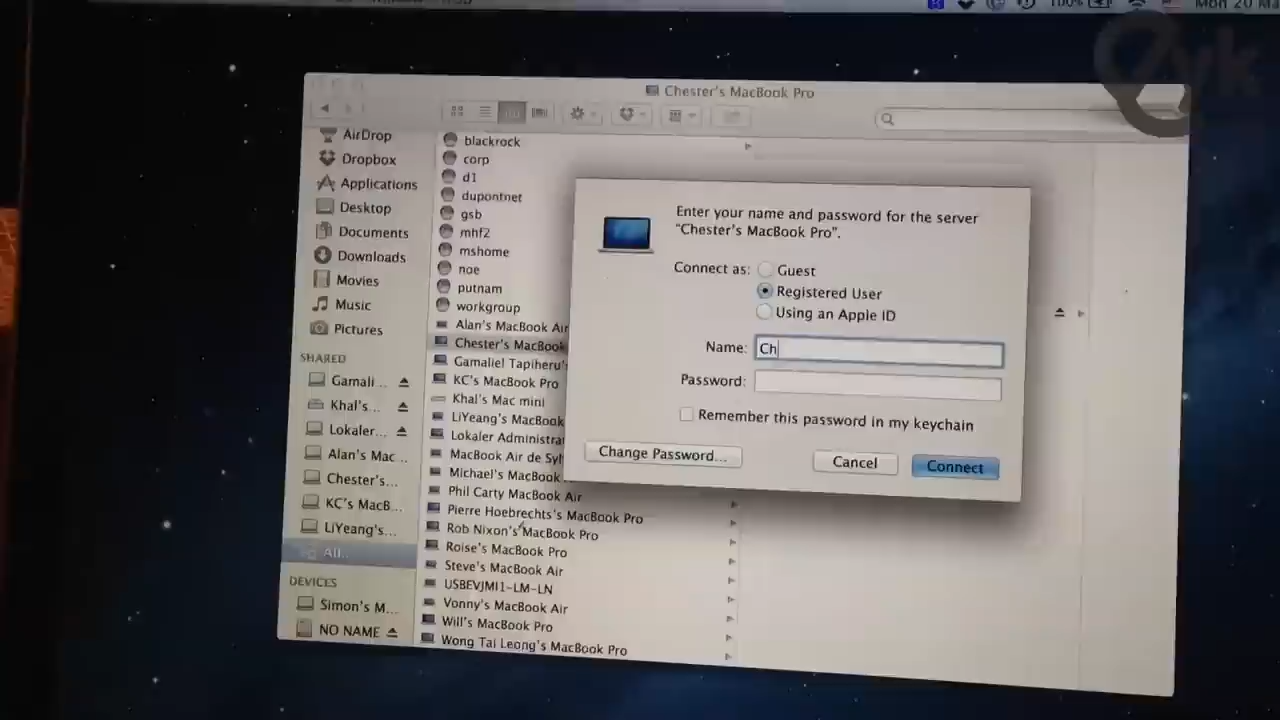 100%
Mon 20 Ma
Zyk
Chester's MacBook Pro
AirDrop
Dropbox
Applications
Desktop
Documents
Downloads
Movies
Music
Pictures
SHARED
Gamali...
Khal's...
Lokaler...
Alan's Mac...
Chester's...
KC's MacB...
LiYeang's...
All...
DEVICES
Simon's M...
NO NAME
blackrock
corp
d1
dupontnet
gsb
mhf2
mshome
noe
putnam
workgroup
Alan's MacBook Air
Chester's MacBook
Gamaliel Tapiheru's
KC's MacBook Pro
Khal's Mac mini
LiYeang's MacBook
Lokaler Administra
MacBook Air de Syl
Michael's MacBook
Phil Carty MacBook Air
Pierre Hoebrechts's MacBook Pro
Rob Nixon's MacBook Pro
Roise's MacBook Pro
Steve's MacBook Air
USBEVJMI1-LM-LN
Vonny's MacBook Air
Will's MacBook Pro
Wong Tai Leong's MacBook Pro
Enter your name and password for the server
"Chester's MacBook Pro".
Connect as: Guest
Registered User
Using an Apple ID
Name: Ch
Password:
Remember this password in my keychain
Change Password... Cancel Connect